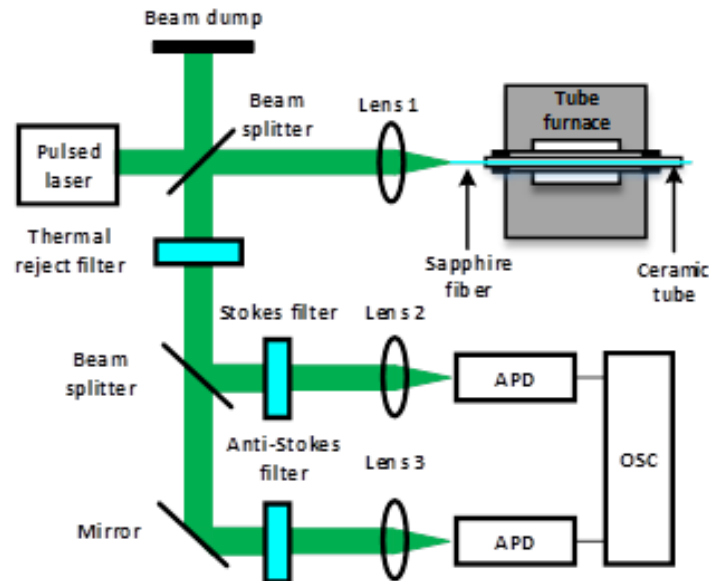 Beam dump
Beam
splitter
Lens 1
Tube
furnace
Pulsed
laser
Thermal
reject filter
Sapphire
fiber
Ceramic
tube
Stokes filter
Lens 2
Beam
splitter
APD
Anti-Stokes
filter
Lens 3
OSC
Mirror
APD